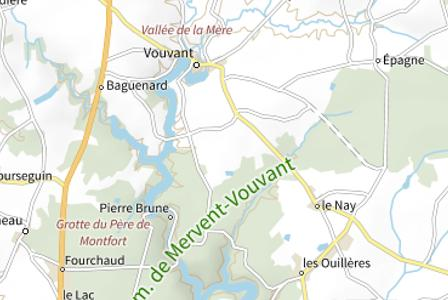 Vallée de la Mère
Vouvant
Épagne
Baguenard
ourseguin
m. de Mervent-Vouvant
Pierre Brune
le Nay
Grotte du Père de
Montfort
eau
Fourchaud
les Ouillères
le Lac